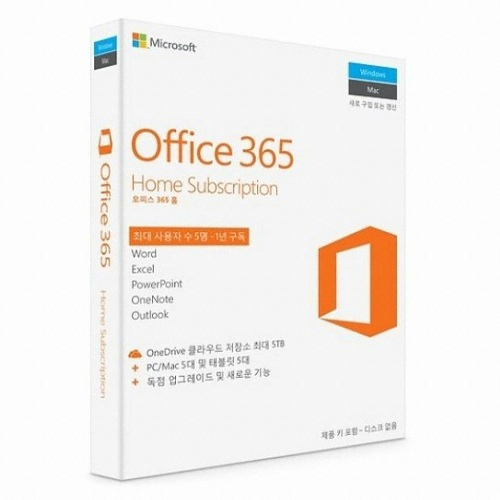 Microsoft
Windows
Mac
새로 구입 또는 갱신
Office 365
Home Subscription
오피스 365 홈
최대 사용자 수 5명 - 1년 구독
Word
Excel
PowerPoint
OneNote
Outlook
OneDrive 클라우드 저장소 최대 5TB
+ PC/Mac 5대 및 태블릿 5대
+ 독점 업그레이드 및 새로운 기능
제품 키 포함 – 디스크 없음
Windows
Mac
Office 365
Home Subscription